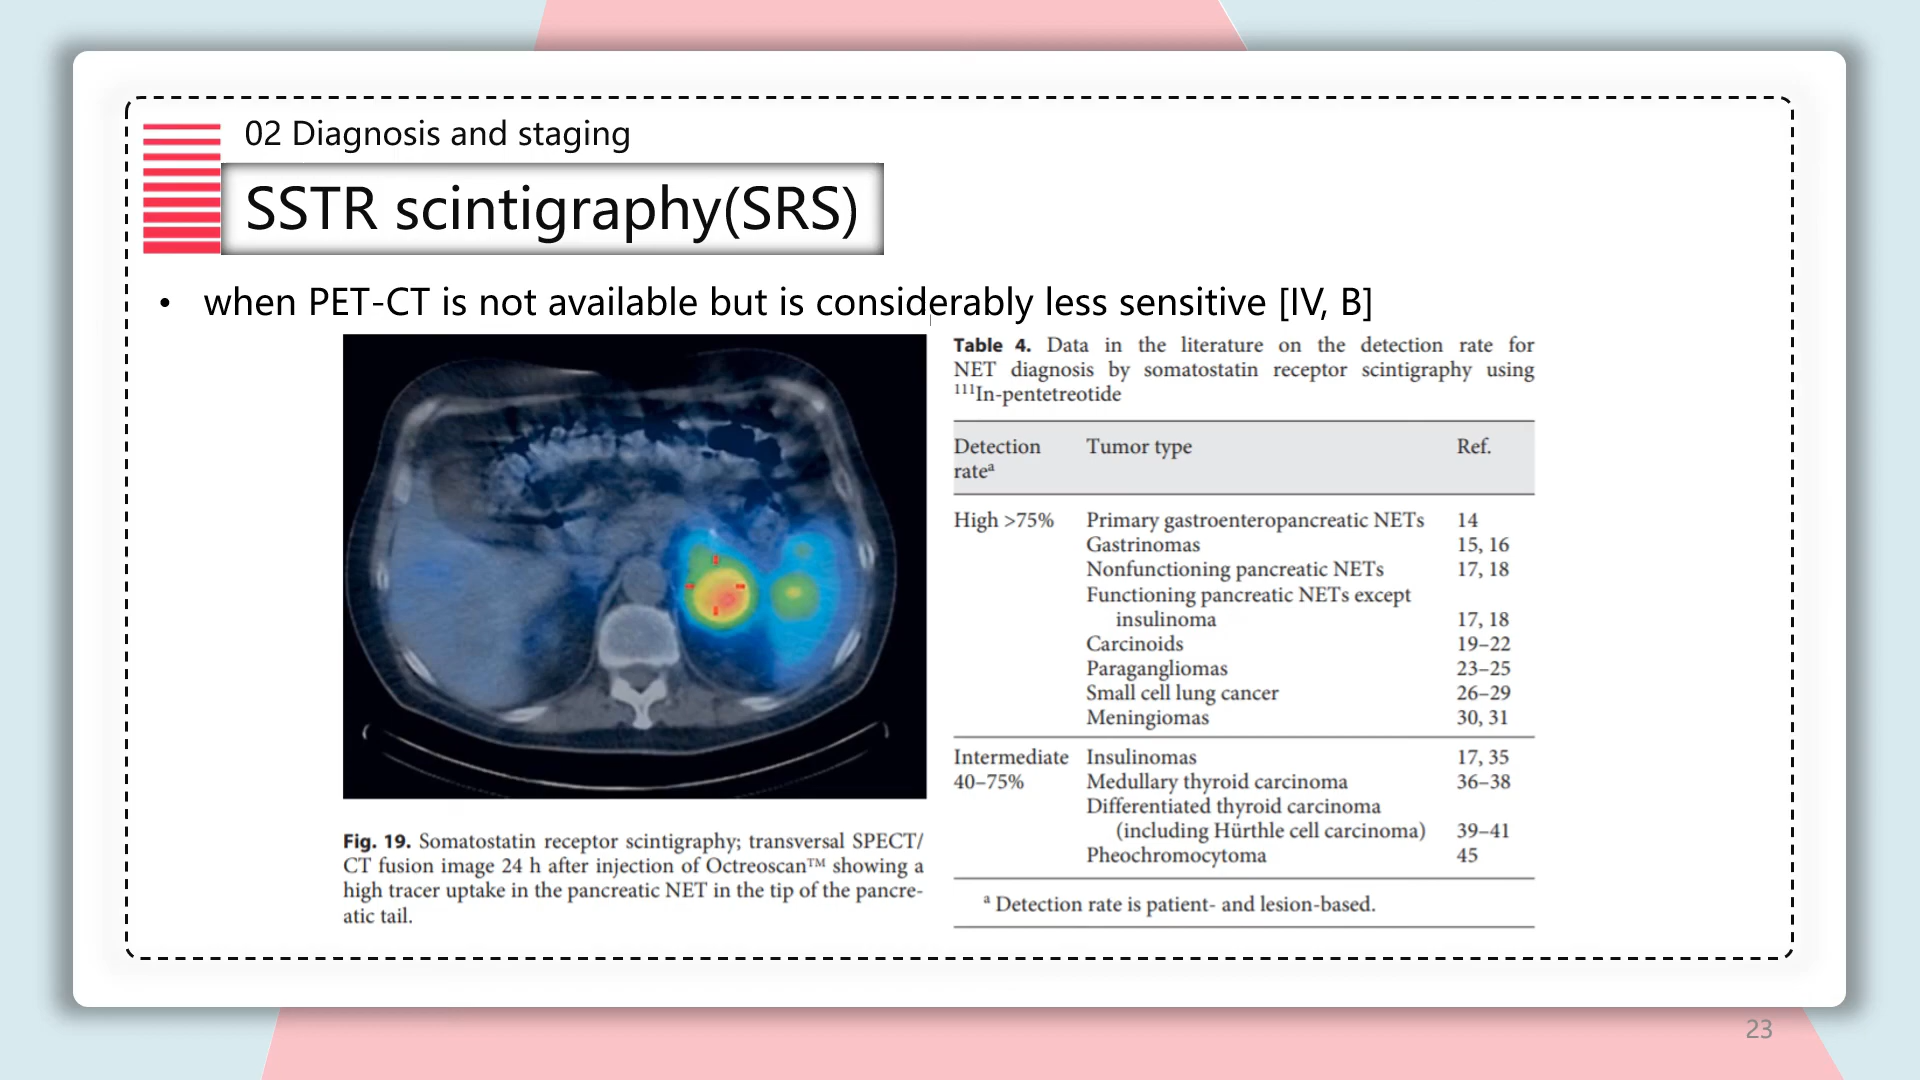 02 Diagnosis and staging
SSTR scintigraphy(SRS)
• when PET-CT is not available but is considerably less sensitive [IV, B]
Fig. 19. Somatostatin receptor scintigraphy; transversal SPECT/
CT fusion image 24 h after injection of Octreoscan™ showing a
high tracer uptake in the pancreatic NET in the tip of the pancre-
atic tail.
Table 4. Data in the literature on the detection rate for
NET diagnosis by somatostatin receptor scintigraphy using
¹¹¹In-pentetreotide
Detection Tumor type Ref.
rateᵃ
High >75% Primary gastroenteropancreatic NETs 14
Gastrinomas 15, 16
Nonfunctioning pancreatic NETs 17, 18
Functioning pancreatic NETs except
insulinoma 17, 18
Carcinoids 19–22
Paragangliomas 23–25
Small cell lung cancer 26–29
Meningiomas 30, 31
Intermediate Insulinomas 17, 35
40–75% Medullary thyroid carcinoma 36–38
Differentiated thyroid carcinoma
(including Hürthle cell carcinoma) 39–41
Pheochromocytoma 45
ᵃ Detection rate is patient- and lesion-based.
23